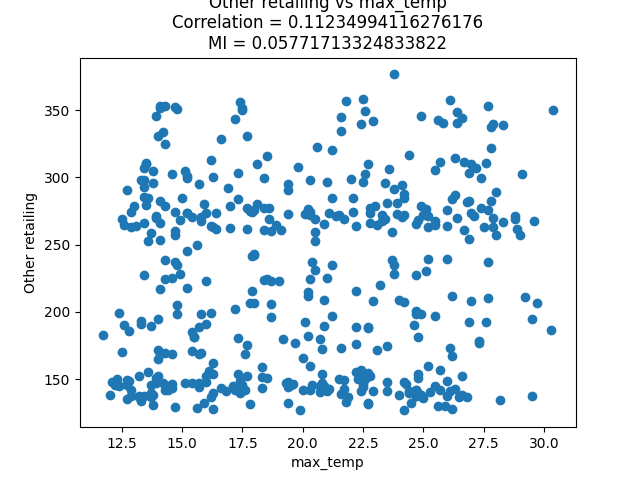 Other retailing vs max_temp
Correlation = 0.11234994116276176
MI = 0.05771713324833822
350
300
250
200
150
Other retailing
12.5 15.0 17.5 20.0 22.5 25.0 27.5 30.0
max_temp